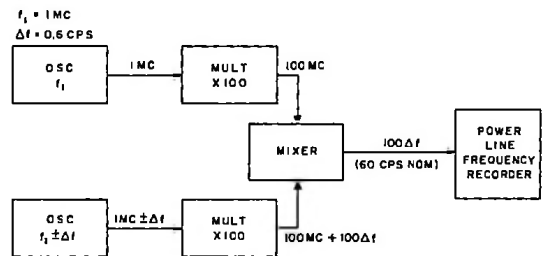 f₁ = 1MC
Δf = 0.6 CPS
OSC
f₁
1MC
MULT
X100
100MC
MIXER
100Δf
(60 CPS NOM)
POWER
LINE
FREQUENCY
RECORDER
OSC
f₁ ± Δf
1MC ± Δf
MULT
X100
100MC + 100Δf